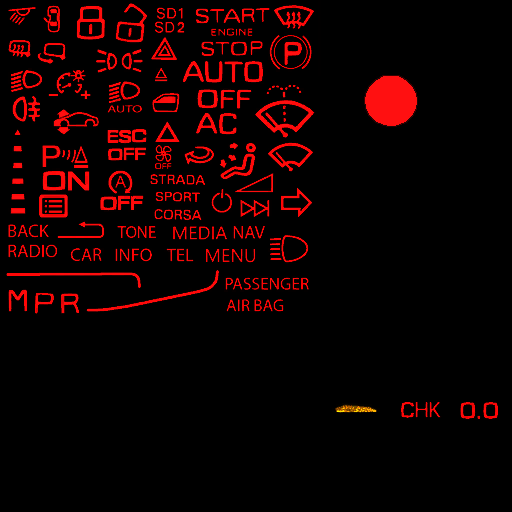 SD1
SD2
START
ENGINE
STOP
P
AUTO
OFF
AC
AUTO
ESC
OFF
P
OFF
A
ON
OFF
STRADA
SPORT
CORSA
BACK
TONE
MEDIA NAV
RADIO
CAR
INFO
TEL
MENU
PASSENGER
AIR BAG
MPR
CHK 0.0